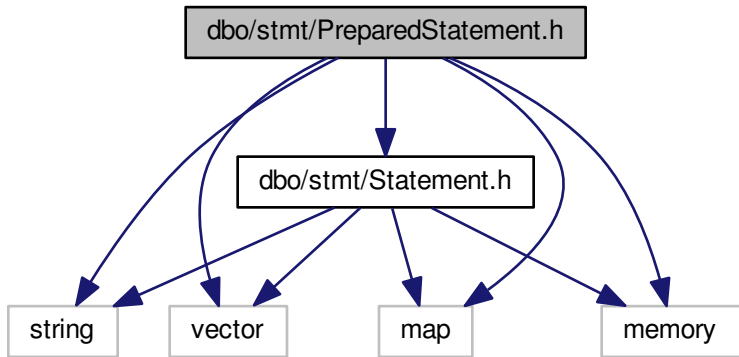 dbo/stmt/PreparedStatement.h
dbo/stmt/Statement.h
string
vector
map
memory